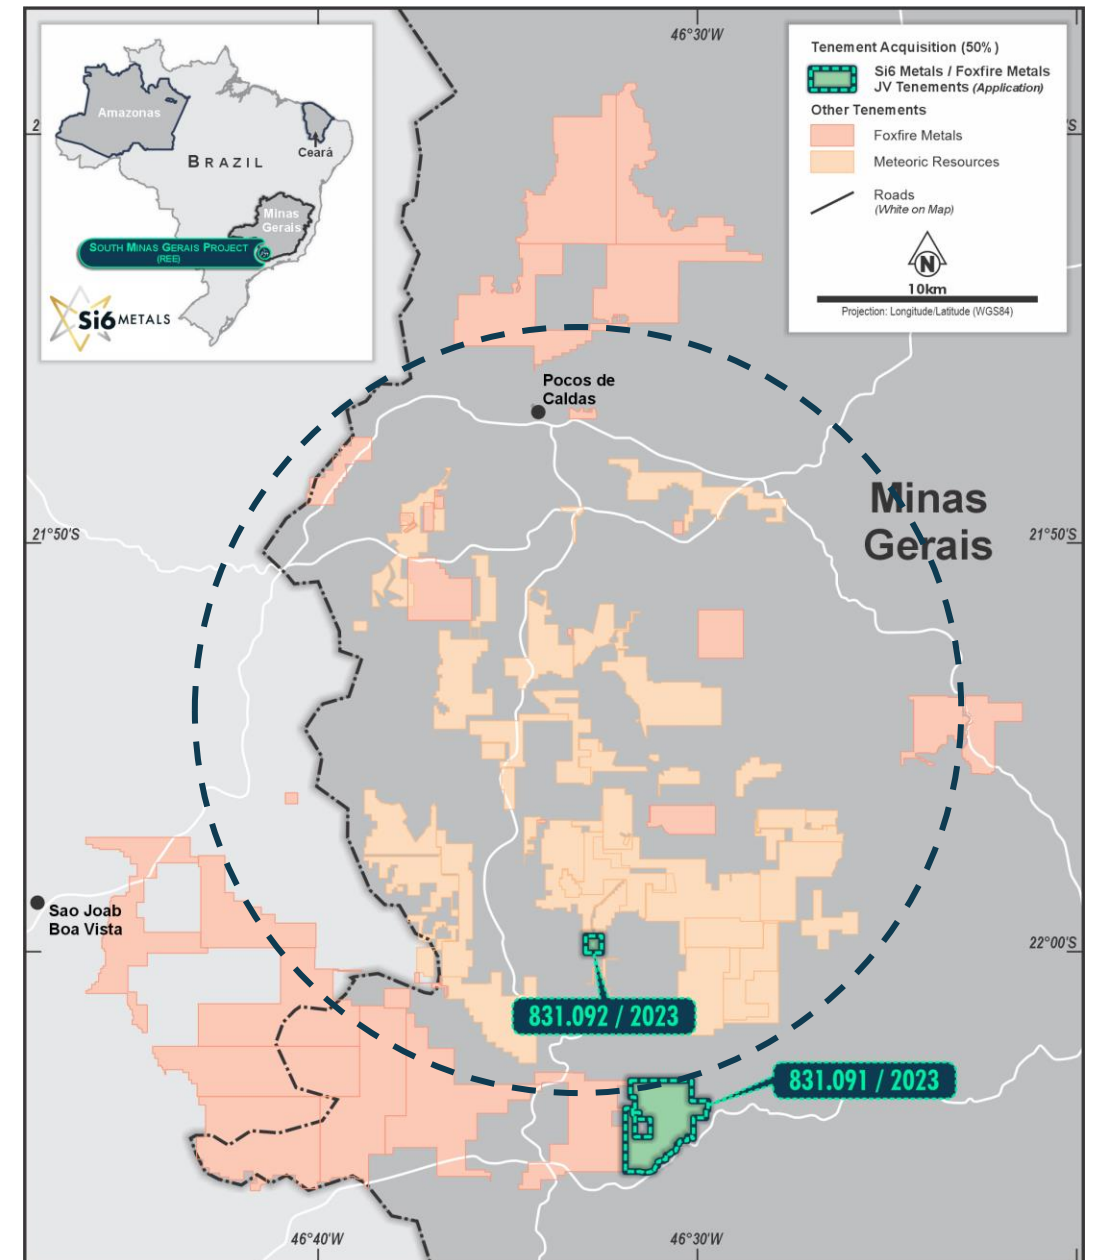 Amazonas
BRAZIL
Ceará
Minas
Gerais
SOUTH MINAS GERAIS PROJECT
(REE)
Si6 METALS
46°30'W
Tenement Acquisition (50%)
Si6 Metals / Foxfire Metals
JV Tenements (Application)
Other Tenements
Foxfire Metals
Meteoric Resources
Roads
(White on Map)
N
10km
Projection: Longitude/Latitude (WGS84)
2
'S
Pocos de
Caldas
Minas
Gerais
21°50'S
21°50'S
Sao Joab
Boa Vista
22°00'S
831.092 / 2023
831.091 / 2023
46°40'W
46°30'W